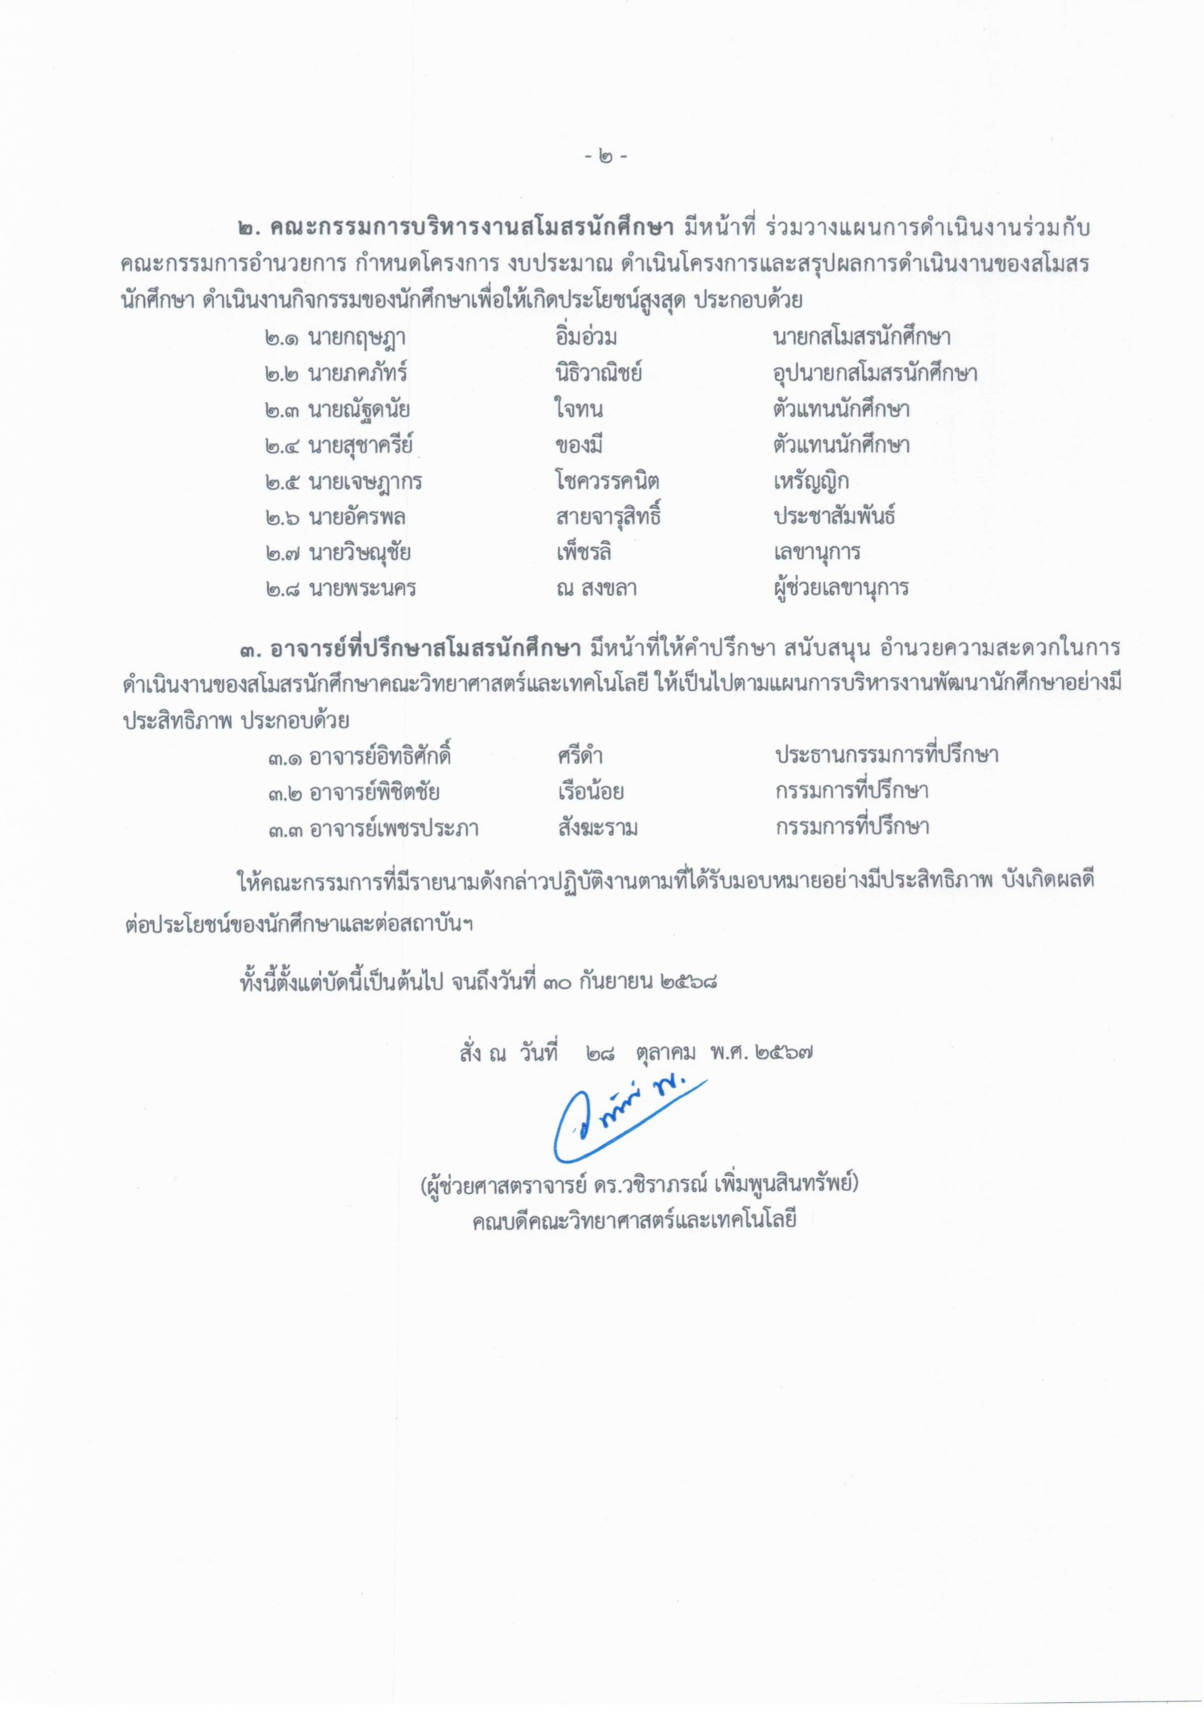 - ๒ -
๒. คณะกรรมการบริหารงานสโมสรนักศึกษา มีหน้าที่ ร่วมวางแผนการดำเนินงานร่วมกับ
คณะกรรมการอำนวยการ กำหนดโครงการ งบประมาณ ดำเนินโครงการและสรุปผลการดำเนินงานของสโมสร
นักศึกษา ดำเนินงานกิจกรรมของนักศึกษาเพื่อให้เกิดประโยชน์สูงสุด ประกอบด้วย
๒.๑ นายกฤษฎา อิ่มอ่วม นายกสโมสรนักศึกษา
๒.๒ นายภคภัทร์ นิธิวาณิชย์ อุปนายกสโมสรนักศึกษา
๒.๓ นายณัฐดนัย ใจทน ตัวแทนนักศึกษา
๒.๔ นายสุชาครีย์ ของมี ตัวแทนนักศึกษา
๒.๕ นายเจษฎากร โชควรรคนิต เหรัญญิก
๒.๖ นายอัครพล สายจารุสิทธิ์ ประชาสัมพันธ์
๒.๗ นายวิษณุชัย เพ็ชรลิ เลขานุการ
๒.๘ นายพระนคร ณ สงขลา ผู้ช่วยเลขานุการ
๓. อาจารย์ที่ปรึกษาสโมสรนักศึกษา มีหน้าที่ให้คำปรึกษา สนับสนุน อำนวยความสะดวกในการ
ดำเนินงานของสโมสรนักศึกษาคณะวิทยาศาสตร์และเทคโนโลยี ให้เป็นไปตามแผนการบริหารงานพัฒนานักศึกษาอย่างมี
ประสิทธิภาพ ประกอบด้วย
๓.๑ อาจารย์อิทธิศักดิ์ ศรีดำ ประธานกรรมการที่ปรึกษา
๓.๒ อาจารย์พิชิตชัย เรือน้อย กรรมการที่ปรึกษา
๓.๓ อาจารย์เพชรประภา สังฆะราม กรรมการที่ปรึกษา
ให้คณะกรรมการที่มีรายนามดังกล่าวปฏิบัติงานตามที่ได้รับมอบหมายอย่างมีประสิทธิภาพ บังเกิดผลดี
ต่อประโยชน์ของนักศึกษาและต่อสถาบันฯ
ทั้งนี้ตั้งแต่บัดนี้เป็นต้นไป จนถึงวันที่ ๓๐ กันยายน ๒๕๖๘
สั่ง ณ วันที่ ๒๘ ตุลาคม พ.ศ. ๒๕๖๗
(ผู้ช่วยศาสตราจารย์ ดร.วชิราภรณ์ เพิ่มพูนสินทรัพย์)
คณบดีคณะวิทยาศาสตร์และเทคโนโลยี